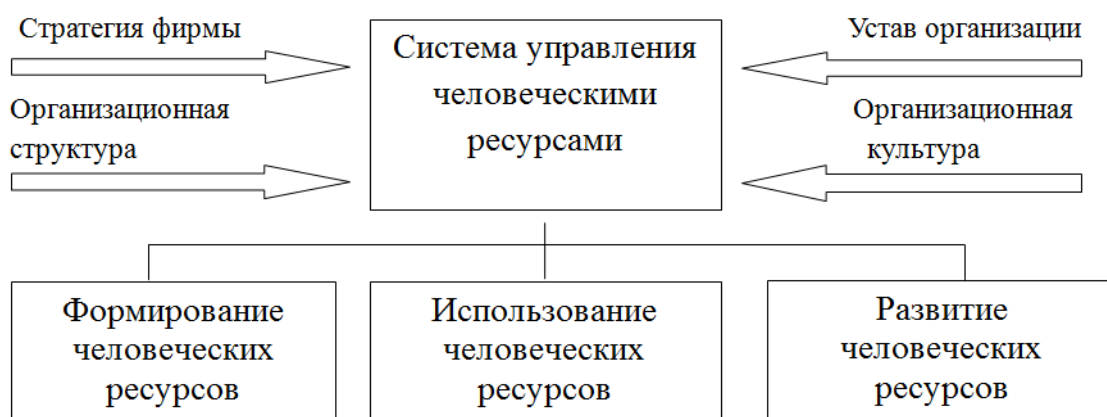 Стратегия фирмы
Организационная
структура
Система управления
человеческими
ресурсами
Устав организации
Организационная
культура
Формирование
человеческих
ресурсов
Использование
человеческих
ресурсов
Развитие
человеческих
ресурсов